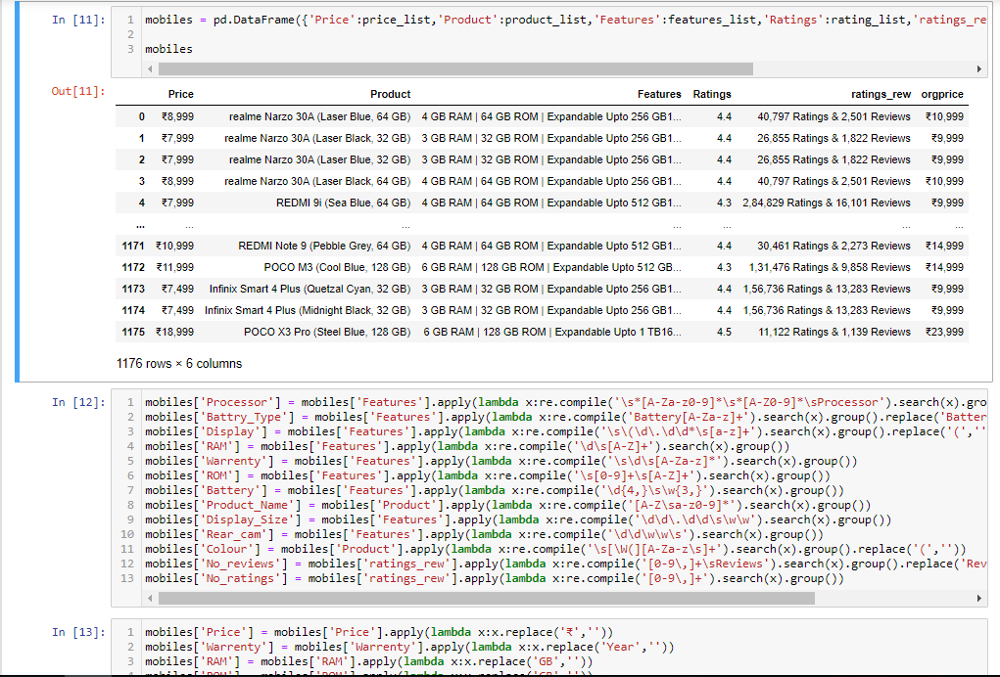 In [11]:
1 mobiles = pd.DataFrame({'Price':price_list,'Product':product_list,'Features':features_list,'Ratings':rating_list,'ratings_re
2
3 mobiles
Out[11]:
Price Product Features Ratings ratings_rew orgprice
0 ₹8,999 realme Narzo 30A (Laser Blue, 64 GB) 4 GB RAM | 64 GB ROM | Expandable Upto 256 GB1... 4.4 40,797 Ratings & 2,501 Reviews ₹10,999
1 ₹7,999 realme Narzo 30A (Laser Black, 32 GB) 3 GB RAM | 32 GB ROM | Expandable Upto 256 GB1... 4.4 26,855 Ratings & 1,822 Reviews ₹9,999
2 ₹7,999 realme Narzo 30A (Laser Blue, 32 GB) 3 GB RAM | 32 GB ROM | Expandable Upto 256 GB1... 4.4 26,855 Ratings & 1,822 Reviews ₹9,999
3 ₹8,999 realme Narzo 30A (Laser Black, 64 GB) 4 GB RAM | 64 GB ROM | Expandable Upto 256 GB1... 4.4 40,797 Ratings & 2,501 Reviews ₹10,999
4 ₹7,999 REDMI 9i (Sea Blue, 64 GB) 4 GB RAM | 64 GB ROM | Expandable Upto 512 GB1... 4.3 2,84,829 Ratings & 16,101 Reviews ₹9,999
... ... ... ... ... ... ...
1171 ₹10,999 REDMI Note 9 (Pebble Grey, 64 GB) 4 GB RAM | 64 GB ROM | Expandable Upto 512 GB1... 4.4 30,461 Ratings & 2,273 Reviews ₹14,999
1172 ₹11,999 POCO M3 (Cool Blue, 128 GB) 6 GB RAM | 128 GB ROM | Expandable Upto 512 GB... 4.3 1,31,476 Ratings & 9,858 Reviews ₹14,999
1173 ₹7,499 Infinix Smart 4 Plus (Quetzal Cyan, 32 GB) 3 GB RAM | 32 GB ROM | Expandable Upto 256 GB1... 4.4 1,56,736 Ratings & 13,283 Reviews ₹9,999
1174 ₹7,499 Infinix Smart 4 Plus (Midnight Black, 32 GB) 3 GB RAM | 32 GB ROM | Expandable Upto 256 GB1... 4.4 1,56,736 Ratings & 13,283 Reviews ₹9,999
1175 ₹18,999 POCO X3 Pro (Steel Blue, 128 GB) 6 GB RAM | 128 GB ROM | Expandable Upto 1 TB16... 4.5 11,122 Ratings & 1,139 Reviews ₹23,999
1176 rows × 6 columns
In [12]:
1 mobiles['Processor'] = mobiles['Features'].apply(lambda x:re.compile('\s*[A-Za-z0-9]*\s*[A-Z0-9]*\sProcessor').search(x).gro
2 mobiles['Battry_Type'] = mobiles['Features'].apply(lambda x:re.compile('Battery[A-Za-z]+').search(x).group().replace('Batter
3 mobiles['Display'] = mobiles['Features'].apply(lambda x:re.compile('\s\(\d\.\d\d*\s[a-z]+').search(x).group().replace('(',''
4 mobiles['RAM'] = mobiles['Features'].apply(lambda x:re.compile('\d\s[A-Z]+').search(x).group())
5 mobiles['Warrenty'] = mobiles['Features'].apply(lambda x:re.compile('\s\d\s[A-Za-z]*').search(x).group())
6 mobiles['ROM'] = mobiles['Features'].apply(lambda x:re.compile('\s[0-9]+\s[A-Z]+').search(x).group())
7 mobiles['Battery'] = mobiles['Features'].apply(lambda x:re.compile('\d{4,}\s\w{3,}').search(x).group())
8 mobiles['Product_Name'] = mobiles['Product'].apply(lambda x:re.compile('[A-Z\sa-z0-9]*').search(x).group())
9 mobiles['Display_Size'] = mobiles['Features'].apply(lambda x:re.compile('\d\d\.\d\d\s\w\w').search(x).group())
10 mobiles['Rear_cam'] = mobiles['Features'].apply(lambda x:re.compile('\d\d\w\w\s').search(x).group())
11 mobiles['Colour'] = mobiles['Product'].apply(lambda x:re.compile('\s[\W(][A-Za-z\s]+').search(x).group().replace('(',''))
12 mobiles['No_reviews'] = mobiles['ratings_rew'].apply(lambda x:re.compile('[0-9\,]+\sReviews').search(x).group().replace('Rev
13 mobiles['No_ratings'] = mobiles['ratings_rew'].apply(lambda x:re.compile('[0-9\,]+').search(x).group())
In [13]:
1 mobiles['Price'] = mobiles['Price'].apply(lambda x:x.replace('₹',''))
2 mobiles['Warrenty'] = mobiles['Warrenty'].apply(lambda x:x.replace('Year',''))
3 mobiles['RAM'] = mobiles['RAM'].apply(lambda x:x.replace('GB',''))